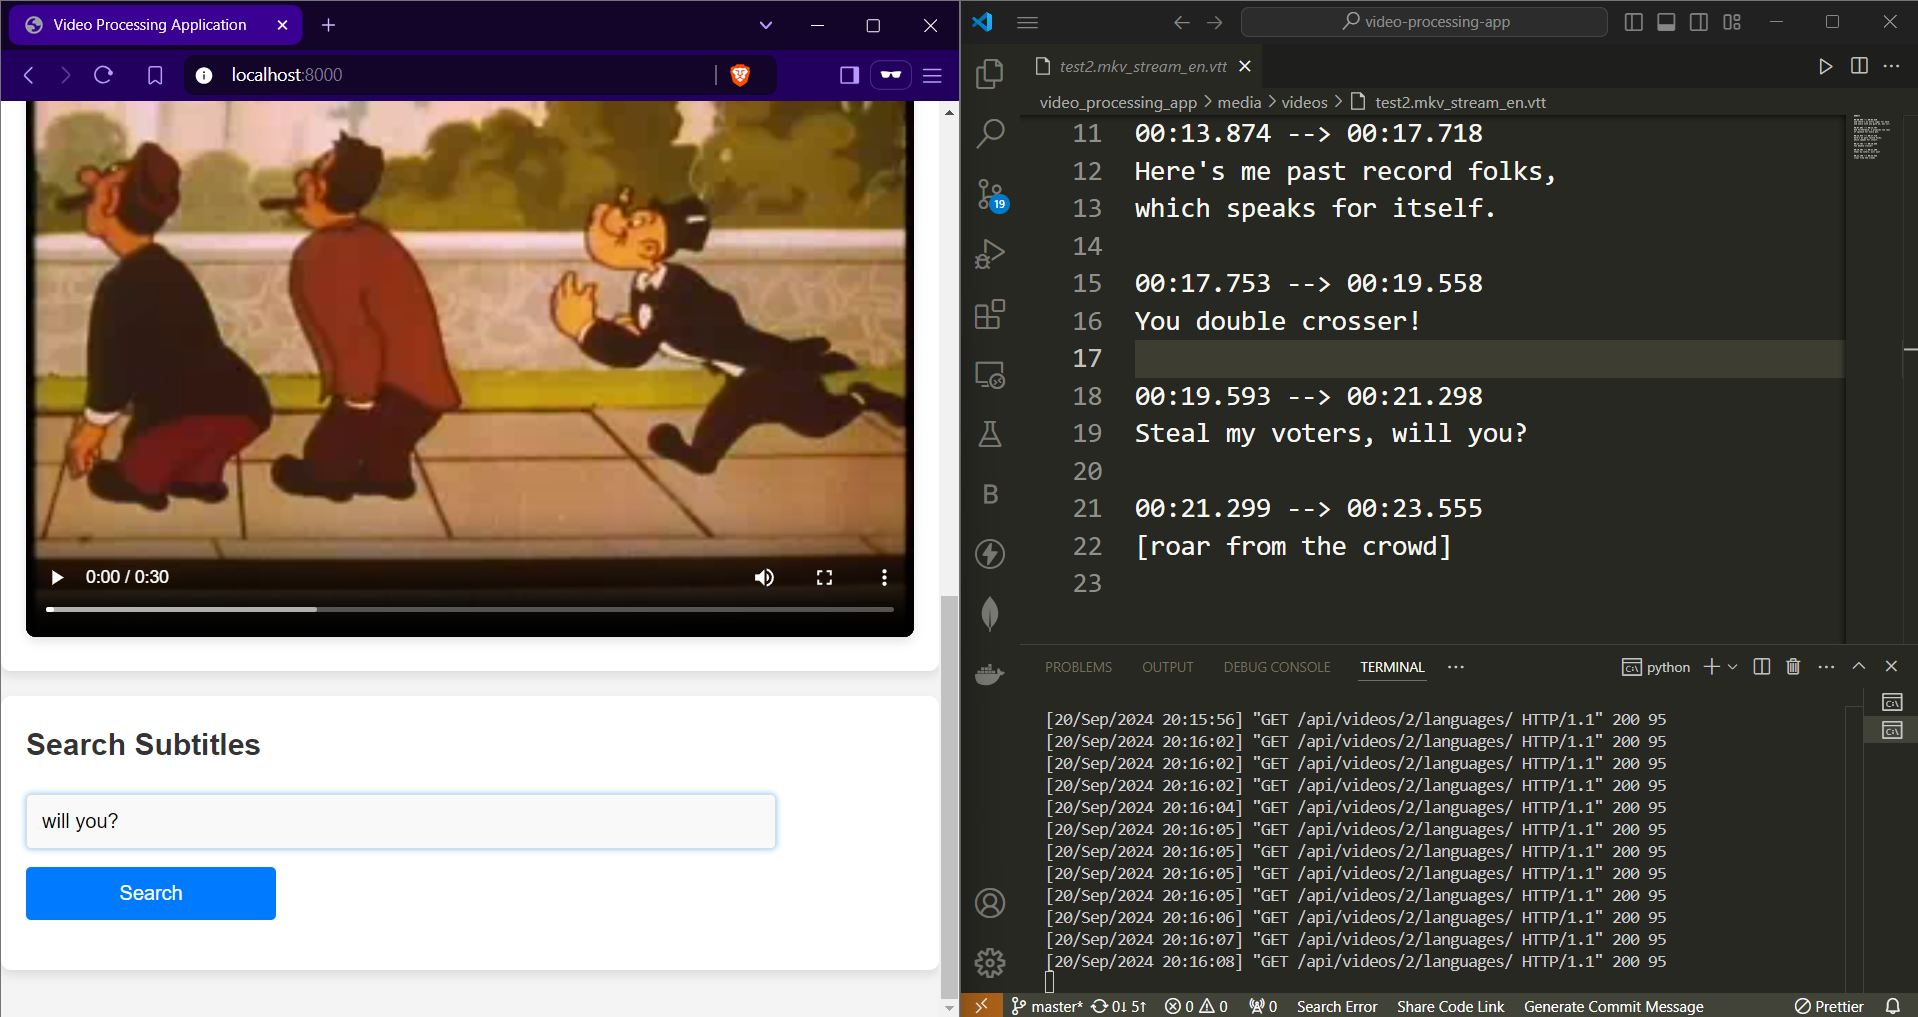 Video Processing Application
localhost:8000
0:00 / 0:30
Search Subtitles
will you?
Search
video-processing-app
test2.mkv_stream_en.vtt
video_processing_app > media > videos > test2.mkv_stream_en.vtt
11 00:13.874 --> 00:17.718
12 Here's me past record folks,
13 which speaks for itself.
14
15 00:17.753 --> 00:19.558
16 You double crosser!
17
18 00:19.593 --> 00:21.298
19 Steal my voters, will you?
20
21 00:21.299 --> 00:23.555
22 [roar from the crowd]
23
19
B
PROBLEMS OUTPUT DEBUG CONSOLE TERMINAL ··· python
[20/Sep/2024 20:15:56] "GET /api/videos/2/languages/ HTTP/1.1" 200 95
[20/Sep/2024 20:16:02] "GET /api/videos/2/languages/ HTTP/1.1" 200 95
[20/Sep/2024 20:16:02] "GET /api/videos/2/languages/ HTTP/1.1" 200 95
[20/Sep/2024 20:16:02] "GET /api/videos/2/languages/ HTTP/1.1" 200 95
[20/Sep/2024 20:16:04] "GET /api/videos/2/languages/ HTTP/1.1" 200 95
[20/Sep/2024 20:16:05] "GET /api/videos/2/languages/ HTTP/1.1" 200 95
[20/Sep/2024 20:16:05] "GET /api/videos/2/languages/ HTTP/1.1" 200 95
[20/Sep/2024 20:16:05] "GET /api/videos/2/languages/ HTTP/1.1" 200 95
[20/Sep/2024 20:16:05] "GET /api/videos/2/languages/ HTTP/1.1" 200 95
[20/Sep/2024 20:16:06] "GET /api/videos/2/languages/ HTTP/1.1" 200 95
[20/Sep/2024 20:16:07] "GET /api/videos/2/languages/ HTTP/1.1" 200 95
[20/Sep/2024 20:16:08] "GET /api/videos/2/languages/ HTTP/1.1" 200 95
master* 0↓ 5↑ 0 0 0 Search Error Share Code Link Generate Commit Message Prettier